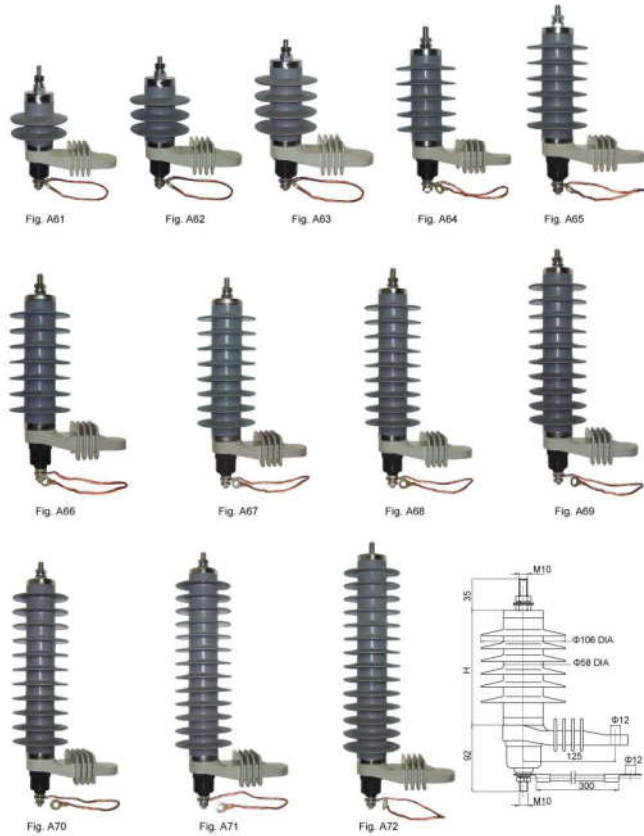 Fig. A61
Fig. A62
Fig. A63
Fig. A64
Fig. A65
Fig. A66
Fig. A67
Fig. A68
Fig. A69
M10
35
Φ106 DIA
Φ58 DIA
H
Φ12
125
Φ12
92
300
M10
Fig. A70
Fig. A71
Fig. A72